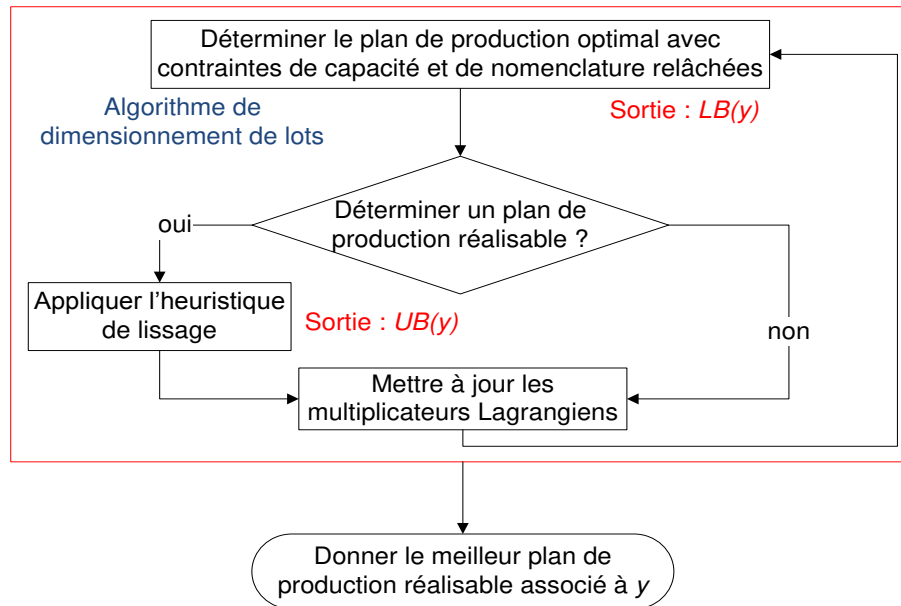 Déterminer le plan de production optimal avec
contraintes de capacité et de nomenclature relâchées
Algorithme de
dimensionnement de lots
Sortie : LB(y)
Déterminer un plan de
production réalisable ?
oui
Appliquer l'heuristique
de lissage
Sortie : UB(y)
non
Mettre à jour les
multiplicateurs Lagrangiens
Donner le meilleur plan de
production réalisable associé à y